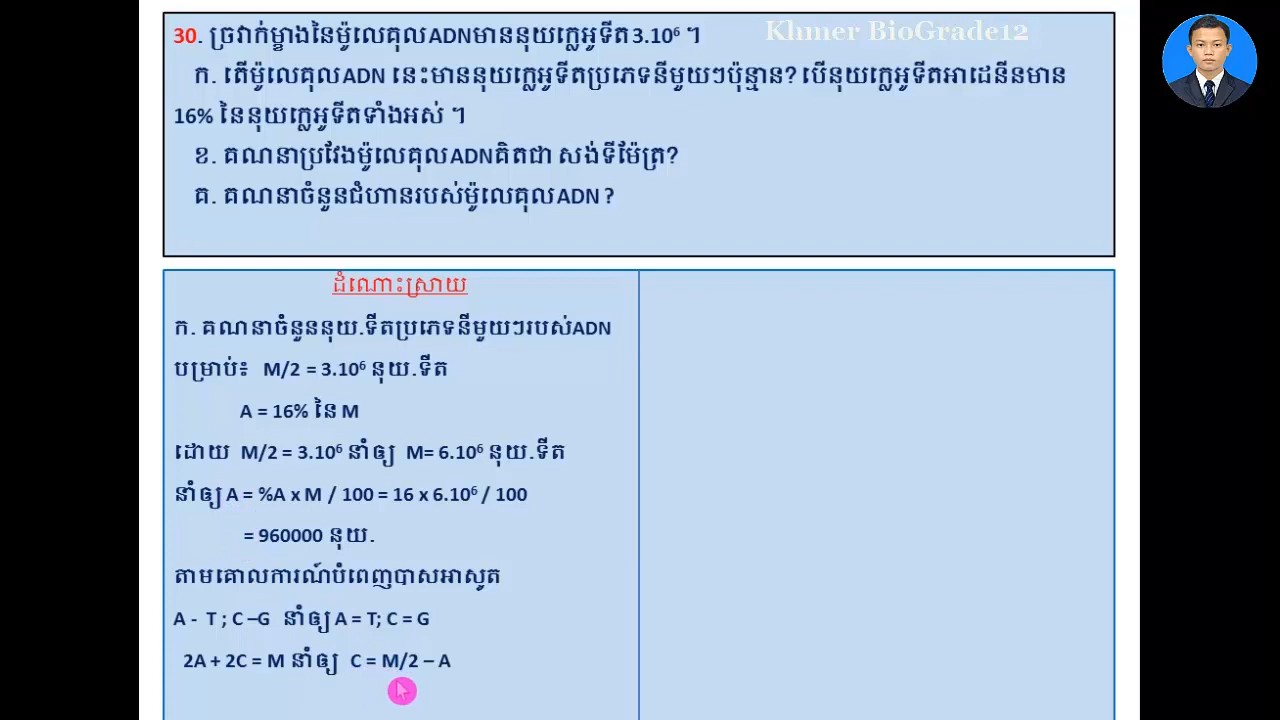 Khmer BioGrade12
30. ច្រវាក់ម្ខាងនៃម៉ូលេគុលADNមាននុយក្លេអូទីត3.10⁶ ។
ក. តើម៉ូលេគុលADN នេះមាននុយក្លេអូទីតប្រភេទនីមួយៗប៉ុន្មាន? បើនុយក្លេអូទីតអាដេនីនមាន
16% នៃនុយក្លេអូទីតទាំងអស់ ។
ខ. គណនាប្រវែងម៉ូលេគុលADNគិតជា សង់ទីម៉ែត្រ?
គ. គណនាចំនួនជំហានរបស់ម៉ូលេគុលADN ?
ដំណោះស្រាយ
ក. គណនាចំនួននុយ.ទីតប្រភេទនីមួយៗរបស់ADN
បម្រាប់៖ M/2 = 3.10⁶ នុយ.ទីត
A = 16% នៃ M
ដោយ M/2 = 3.10⁶ នាំឲ្យ M= 6.10⁶ នុយ.ទីត
នាំឲ្យ A = %A x M / 100 = 16 x 6.10⁶ / 100
= 960000 នុយ.
តាមគោលការណ៍បំពេញបាសអាសូត
A - T ; C –G នាំឲ្យ A = T; C = G
2A + 2C = M នាំឲ្យ C = M/2 – A